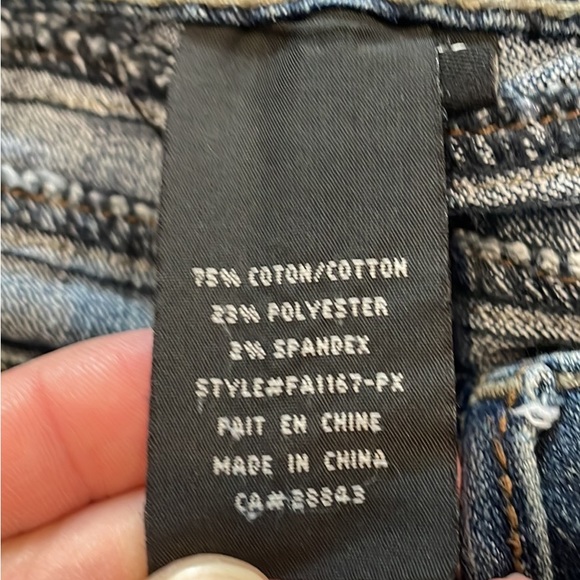 75% COTON/COTTON
23% POLYESTER
2% SPANDEX
STYLE#FA1167-PX
FAIT EN CHINE
MADE IN CHINA
CA#28843